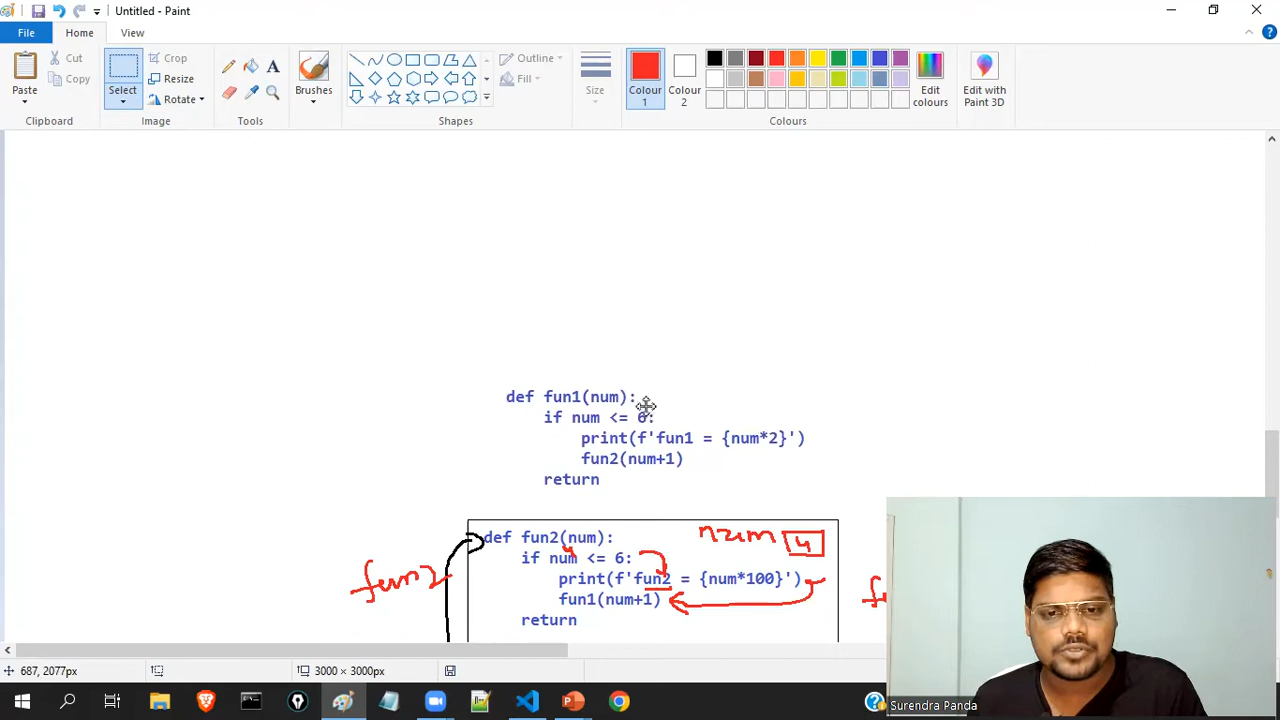 Untitled - Paint
File Home View
Paste
Cut
Copy
Clipboard
Select
Crop
Resize
Rotate
Image
Tools
Brushes
Shapes
Outline
Fill
Size
Colour 1
Colour 2
Edit colours
Edit with Paint 3D
Colours
def fun1(num):
if num <= 6:
print(f'fun1 = {num*2}')
fun2(num+1)
return
def fun2(num):
num 4
if num <= 6:
4
fun2
print(f'fun2 = {num*100}')
fun1(num+1)
return
687, 2077px
3000 × 3000px
Surendra Panda